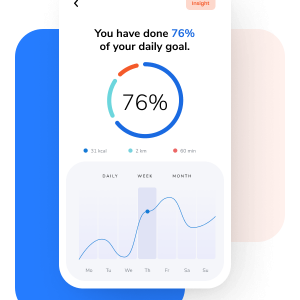 Insight
You have done 76%
of your daily goal.
76%
31 kcal 2 km 60 min
DAILY WEEK MONTH
Mo Tu We Th Fr Sa Su